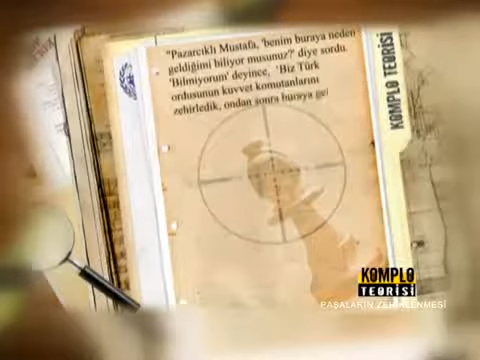 "Pazarcıklı Mustafa, 'benim buraya neden
geldiğimi biliyor musunuz?' diye sordu.
'Bilmiyorum' deyince, 'Biz Türk
ordusunun kuvvet komutanlarını
zehirledik, ondan sonra buraya gel
KOMPLO TEORİSİ
KOMPLO
TEORİSİ
PAŞALARIN ZEHİRLENMESİ